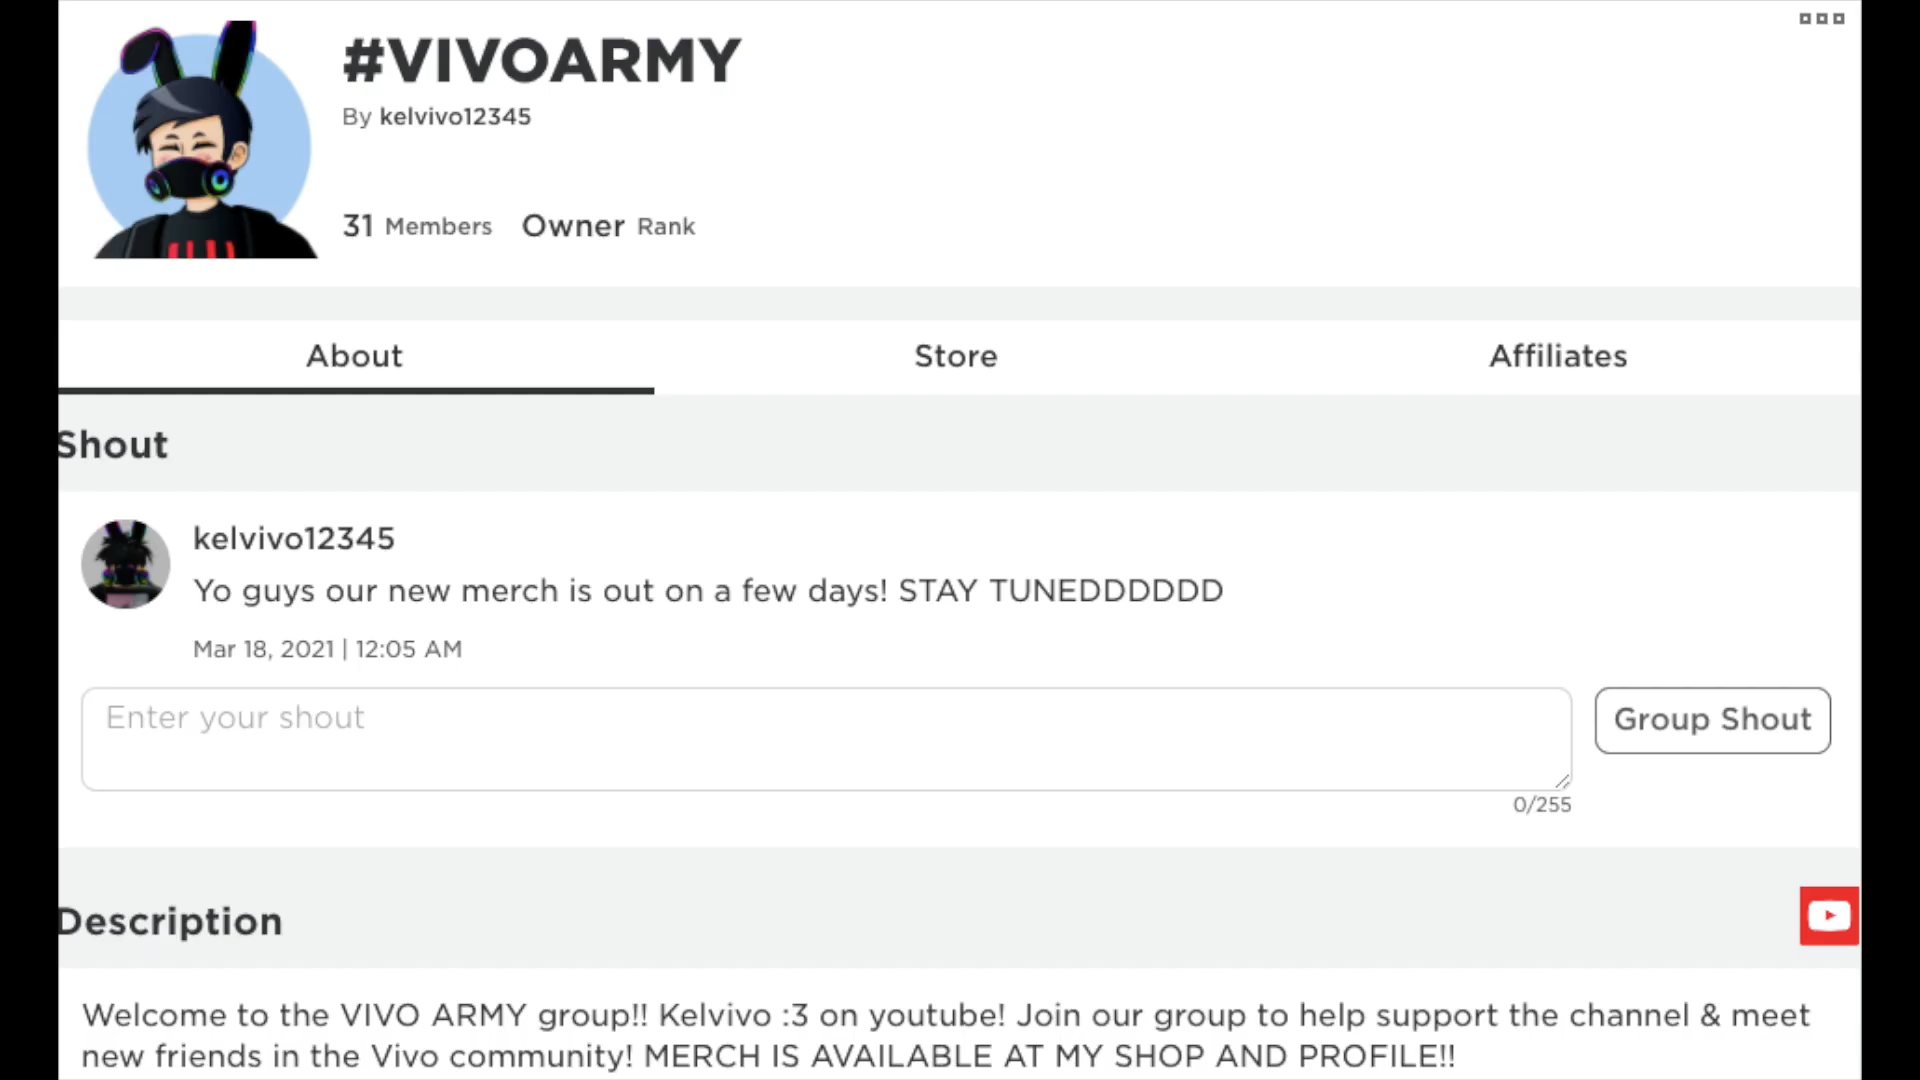 #VIVOARMY
By kelvivo12345
31 Members Owner Rank
About Store Affiliates
Shout
kelvivo12345
Yo guys our new merch is out on a few days! STAY TUNEDDDDDD
Mar 18, 2021 | 12:05 AM
Enter your shout
Group Shout
0/255
Description
Welcome to the VIVO ARMY group!! Kelvivo :3 on youtube! Join our group to help support the channel & meet
new friends in the Vivo community! MERCH IS AVAILABLE AT MY SHOP AND PROFILE!!